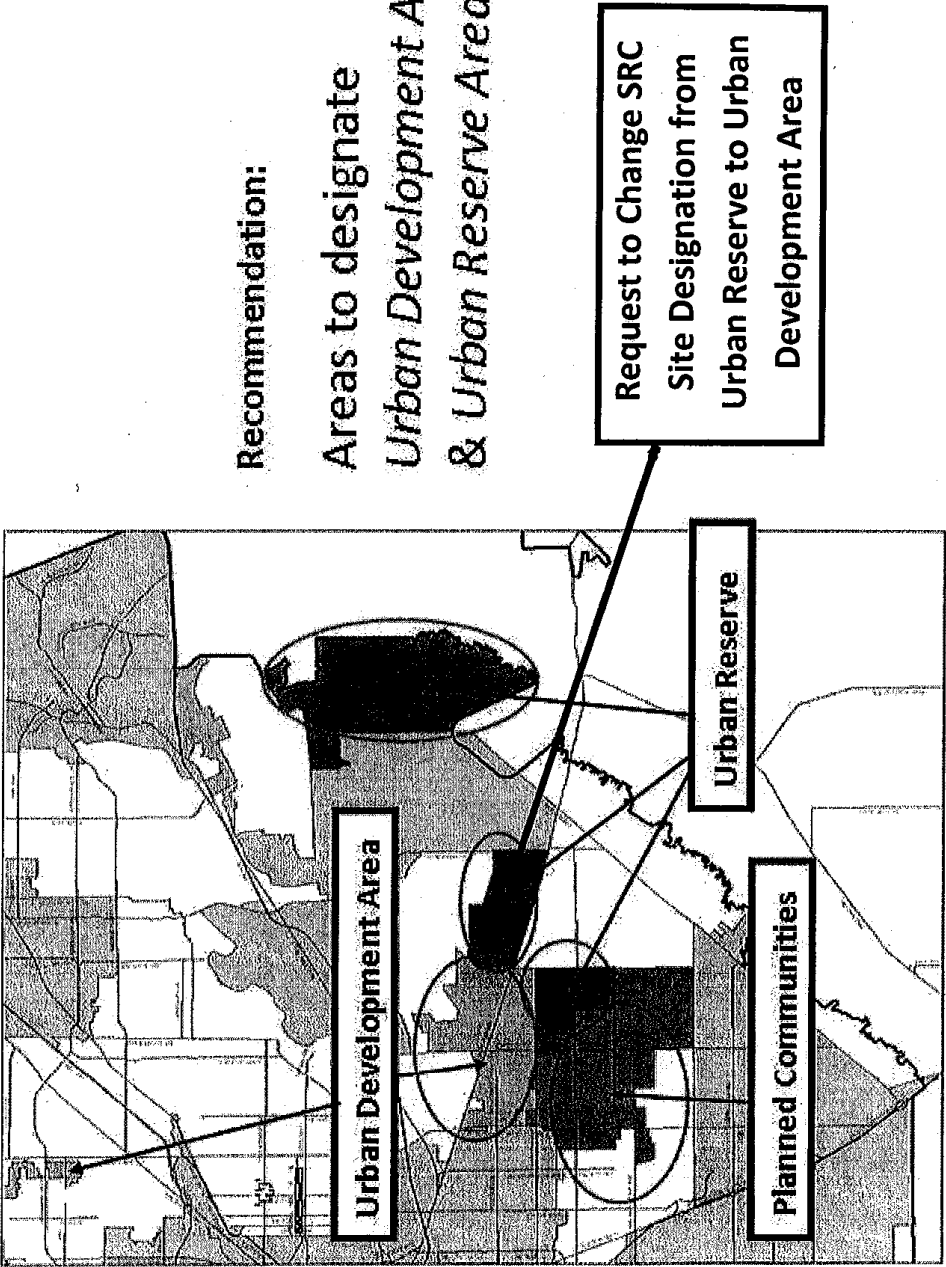 Recommendation:
Areas to designate
Urban Development A
& Urban Reserve Area
Request to Change SRC
Site Designation from
Urban Reserve to Urban
Development Area
Urban Development Area
Urban Reserve
Planned Communities